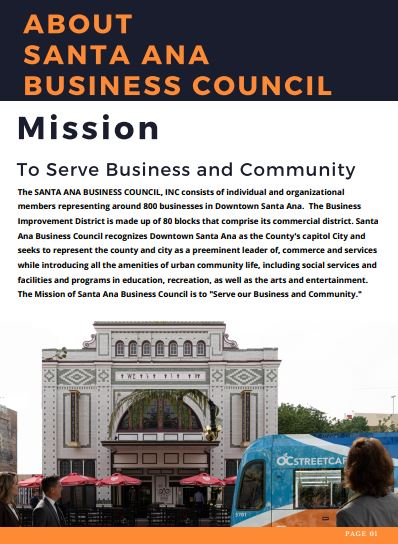 ABOUT
SANTA ANA
BUSINESS COUNCIL
Mission
To Serve Business and Community
The SANTA ANA BUSINESS COUNCIL, INC consists of individual and organizational
members representing around 800 businesses in Downtown Santa Ana.  The Business
Improvement District is made up of 80 blocks that comprise its commercial district. Santa
Ana Business Council recognizes Downtown Santa Ana as the County's capitol City and
seeks to represent the county and city as a preeminent leader of, commerce and services
while introducing all the amenities of urban community life, including social services and
facilities and programs in education, recreation, as well as the arts and entertainment.
The Mission of Santa Ana Business Council is to "Serve our Business and Community."
OCSTREETCAR
PAGE 01